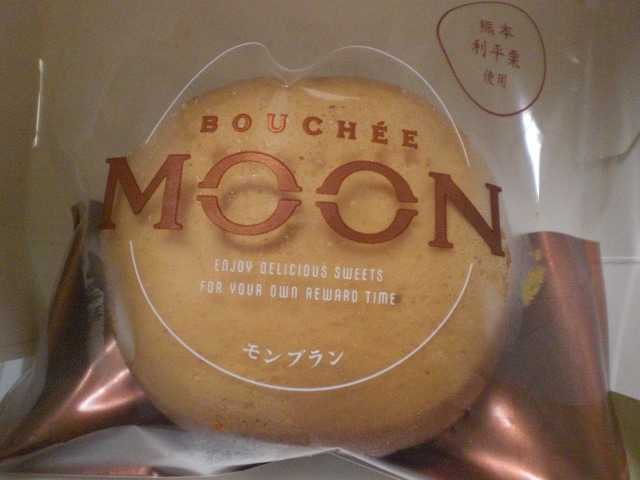 熊本
利平栗
使用
BOUCHÉE
MOON
ENJOY DELICIOUS SWEETS
FOR YOUR OWN REWARD TIME
モンブラン